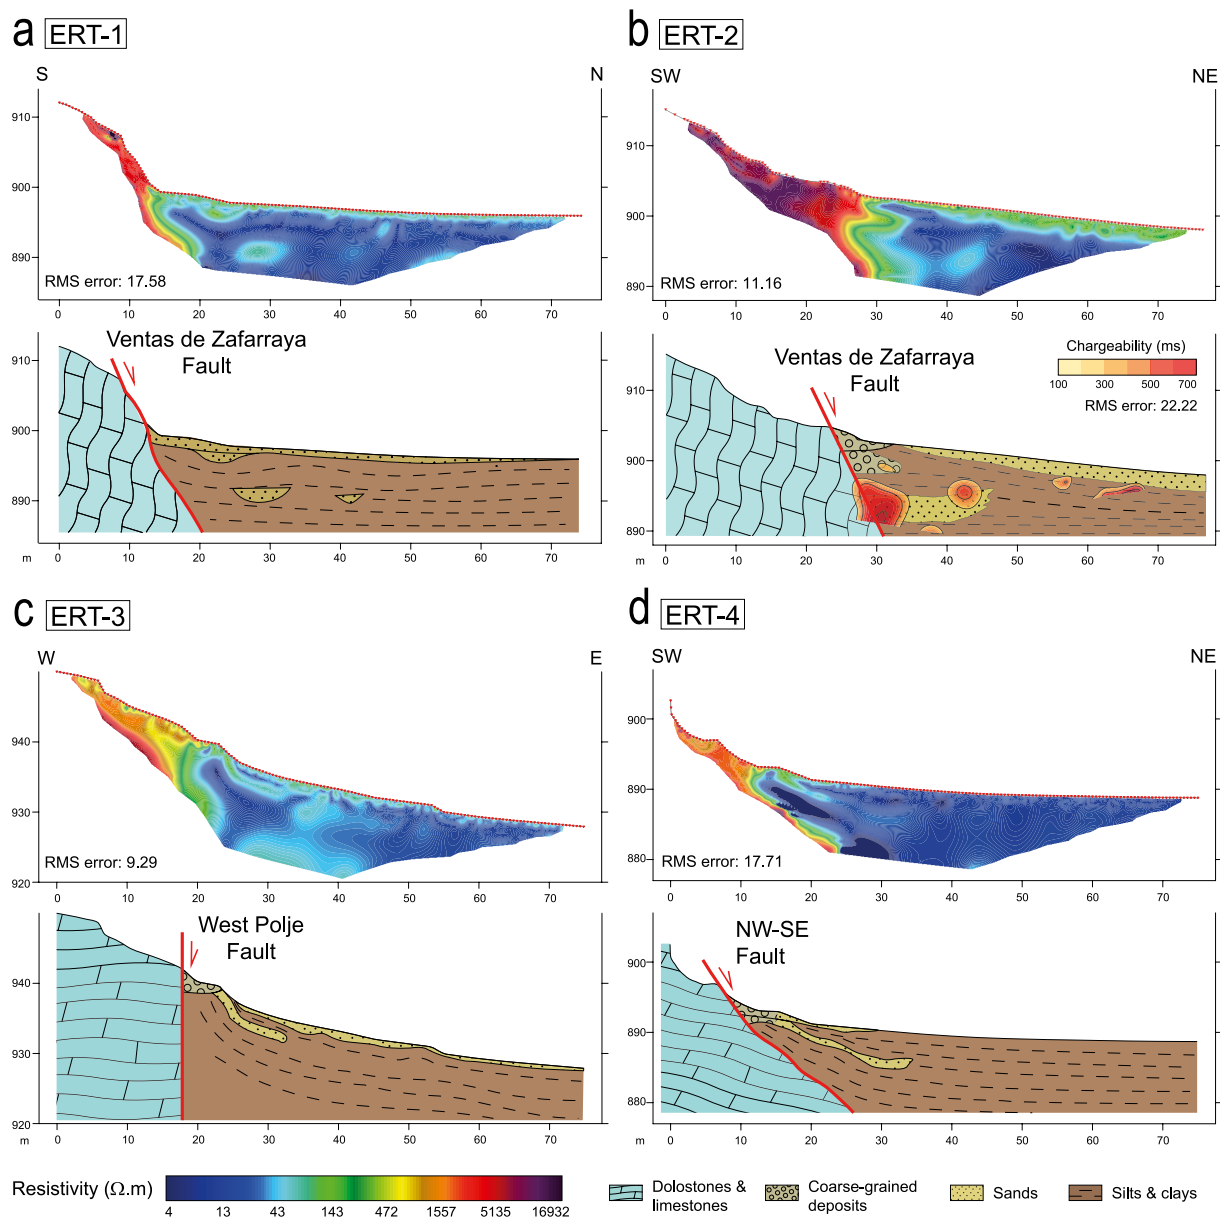 a ERT-1
S N
910
900
890
RMS error: 17.58
0 10 20 30 40 50 60 70
Ventas de Zafarraya
Fault
910
900
890
m 0 10 20 30 40 50 60 70
b ERT-2
SW NE
910
900
890
RMS error: 11.16
0 10 20 30 40 50 60 70
Ventas de Zafarraya
Fault
Chargeability (ms)
100 300 500 700
RMS error: 22.22
910
900
890
m 0 10 20 30 40 50 60 70
c ERT-3
W E
940
930
920
RMS error: 9.29
0 10 20 30 40 50 60 70
West Polje
Fault
940
930
920
m 0 10 20 30 40 50 60 70
d ERT-4
SW NE
900
890
880
RMS error: 17.71
0 10 20 30 40 50 60 70
NW-SE
Fault
900
890
880
m 0 10 20 30 40 50 60 70
Resistivity (Ω.m)
4 13 43 143 472 1557 5135 16932
Dolostones &
limestones
Coarse-grained
deposits
Sands
Silts & clays